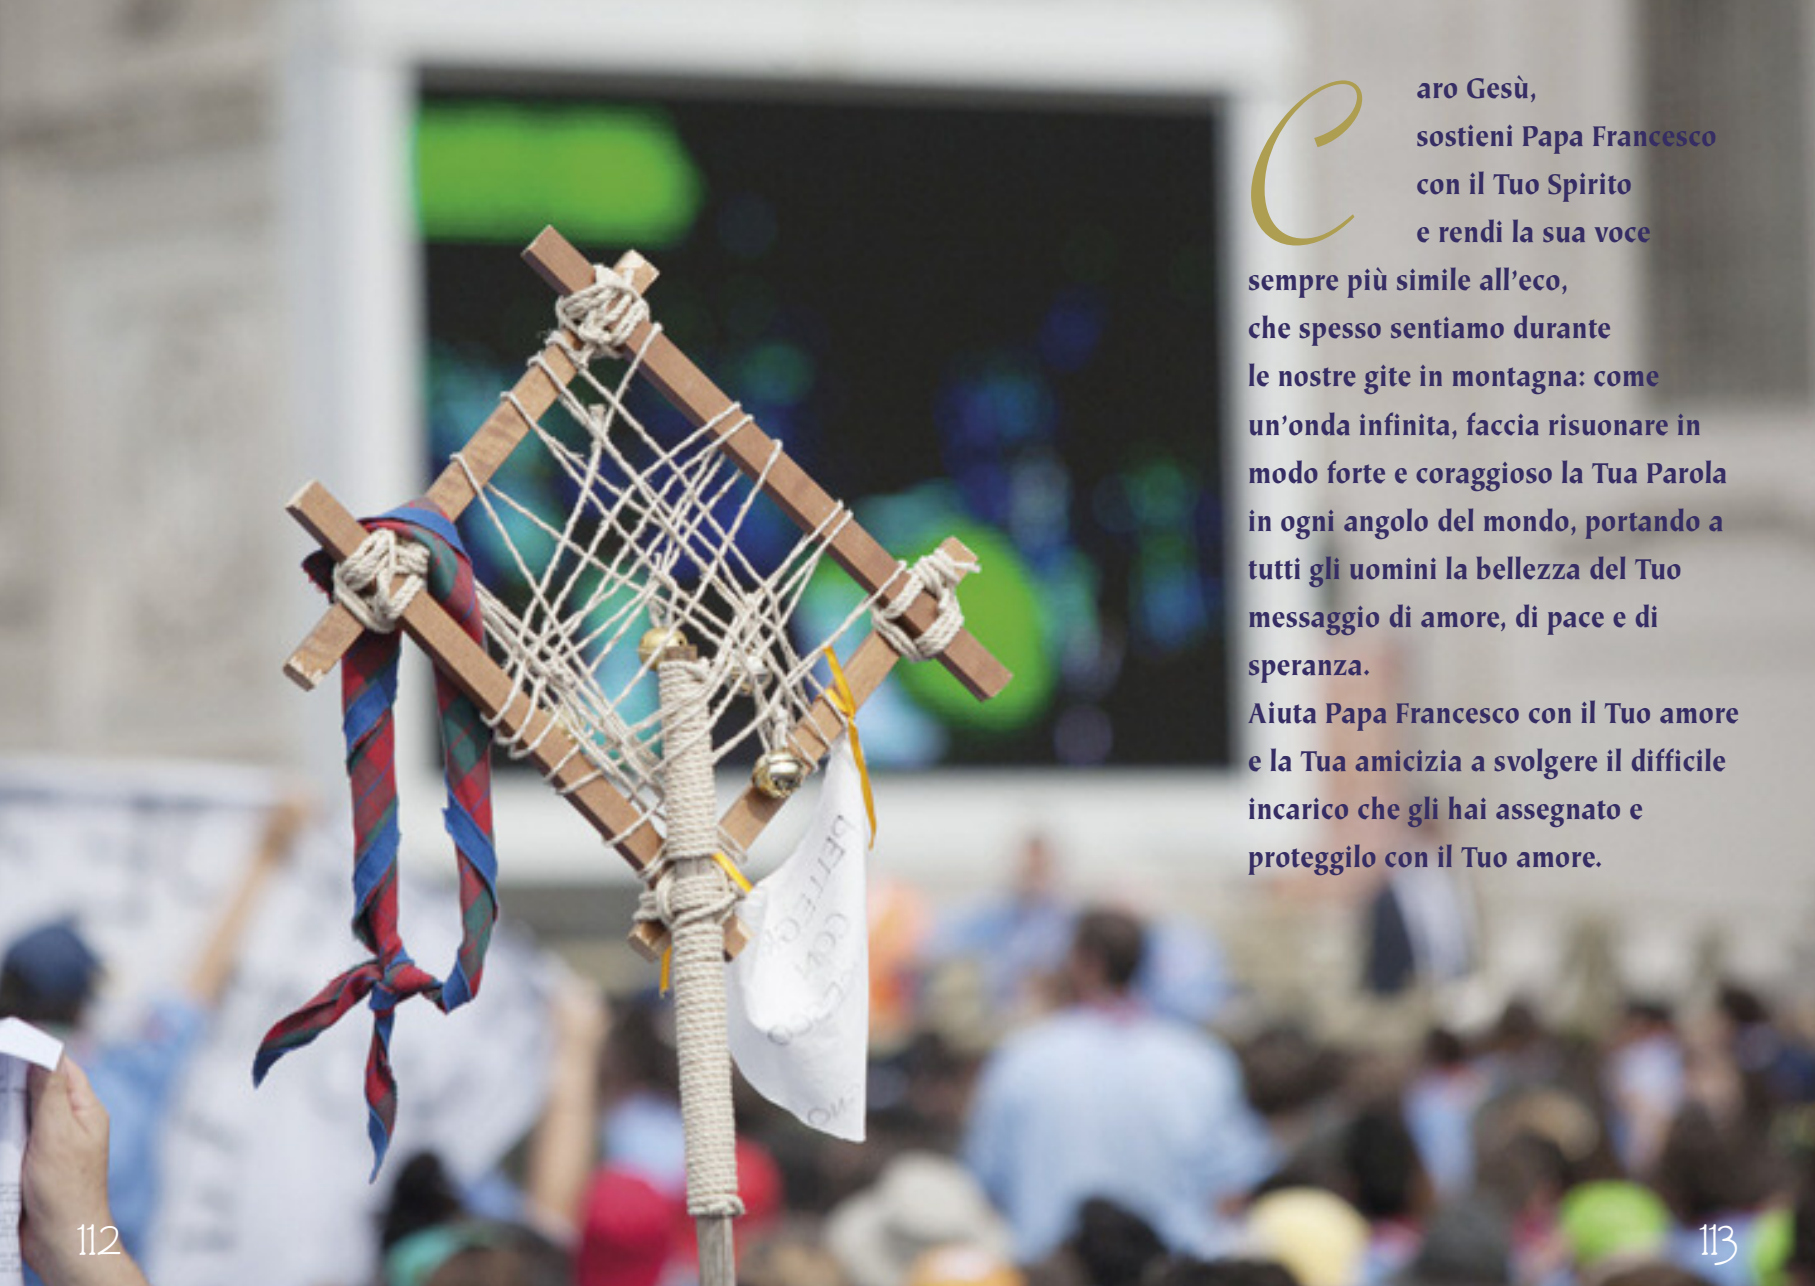 Caro Gesù,
sostieni Papa Francesco
con il Tuo Spirito
e rendi la sua voce
sempre più simile all'eco,
che spesso sentiamo durante
le nostre gite in montagna: come
un'onda infinita, faccia risuonare in
modo forte e coraggioso la Tua Parola
in ogni angolo del mondo, portando a
tutti gli uomini la bellezza del Tuo
messaggio di amore, di pace e di
speranza.
Aiuta Papa Francesco con il Tuo amore
e la Tua amicizia a svolgere il difficile
incarico che gli hai assegnato e
proteggilo con il Tuo amore.
112
113